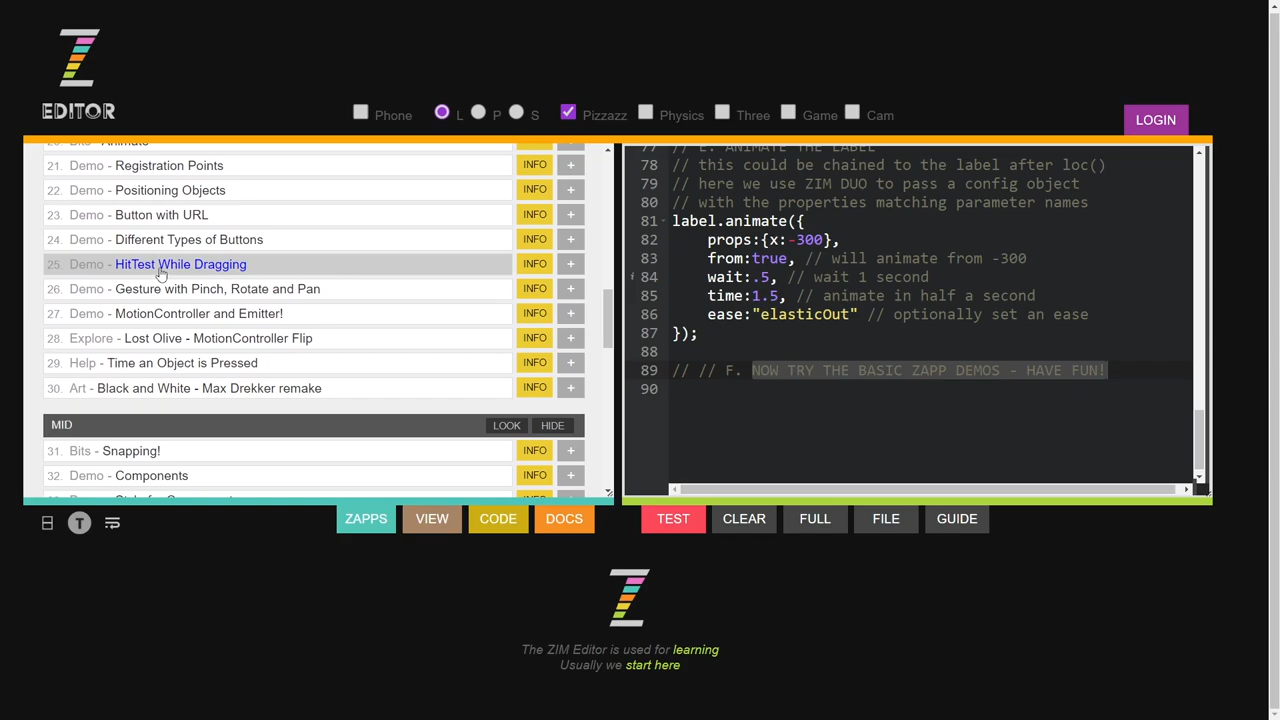 EDITOR
Phone L P S Pizzazz Physics Three Game Cam
LOGIN
21. Demo - Registration Points INFO +
22. Demo - Positioning Objects INFO +
23. Demo - Button with URL INFO +
24. Demo - Different Types of Buttons INFO +
25. Demo - HitTest While Dragging INFO +
26. Demo - Gesture with Pinch, Rotate and Pan INFO +
27. Demo - MotionController and Emitter! INFO +
28. Explore - Lost Olive - MotionController Flip INFO +
29. Help - Time an Object is Pressed INFO +
30. Art - Black and White - Max Drekker remake INFO +
MID LOOK HIDE
31. Bits - Snapping! INFO +
32. Demo - Components INFO +
// E. ANIMATE THE LABEL
78 // this could be chained to the label after loc()
79 // here we use ZIM DUO to pass a config object
80 // with the properties matching parameter names
81 label.animate({
82 props:{x:-300},
83 from:true, // will animate from -300
84 wait:.5, // wait 1 second
85 time:1.5, // animate in half a second
86 ease:"elasticOut" // optionally set an ease
87 });
88
89 // // F. NOW TRY THE BASIC ZAPP DEMOS - HAVE FUN!
90
T
ZAPPS VIEW CODE DOCS
TEST CLEAR FULL FILE GUIDE
The ZIM Editor is used for learning
Usually we start here